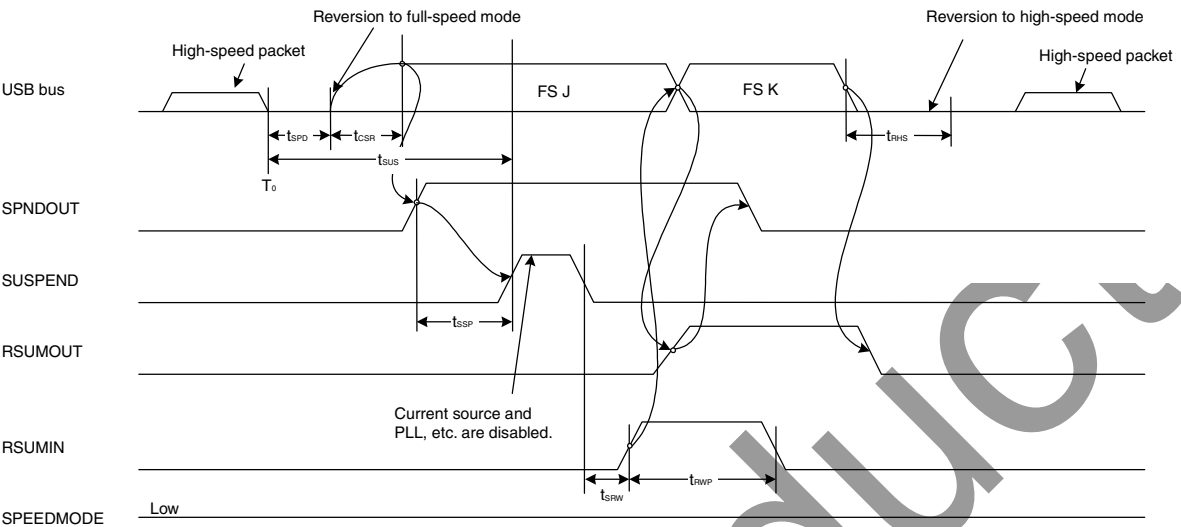 Reversion to full-speed mode
Reversion to high-speed mode
High-speed packet
High-speed packet
USB bus
FS J
FS K
tSPD
tCSR
tRHS
tSUS
T0
SPNDOUT
SUSPEND
tSSP
RSUMOUT
Current source and
PLL, etc. are disabled.
RSUMIN
tSRW
tRWP
SPEEDMODE
Low